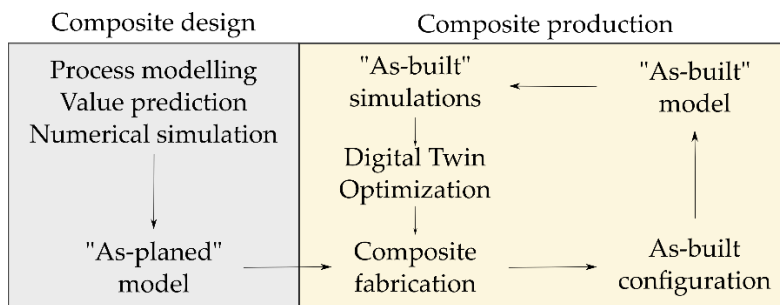 Composite design
Composite production
Process modelling
Value prediction
Numerical simulation
"As-planed"
model
"As-built"
simulations
Digital Twin
Optimization
Composite
fabrication
"As-built"
model
As-built
configuration